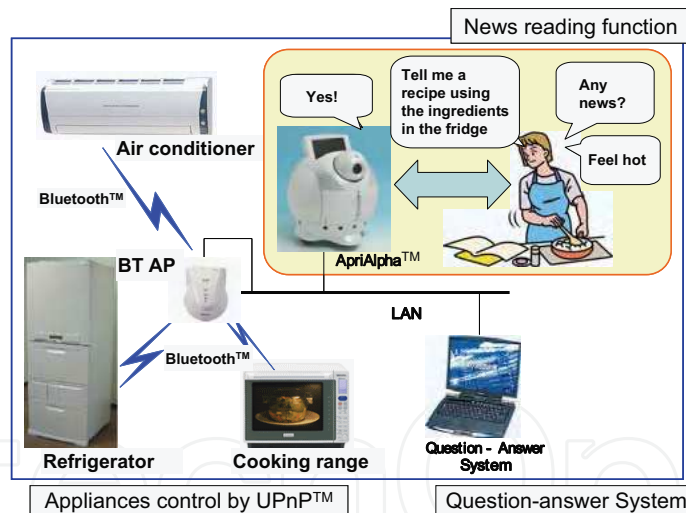 News reading function
Yes!
Tell me a
recipe using
the ingredients
in the fridge
Any
news?
Feel hot
Air conditioner
Bluetooth™
ApriAlpha™
BT AP
LAN
Bluetooth™
Refrigerator
Cooking range
Question - Answer
System
Appliances control by UPnP™
Question-answer System